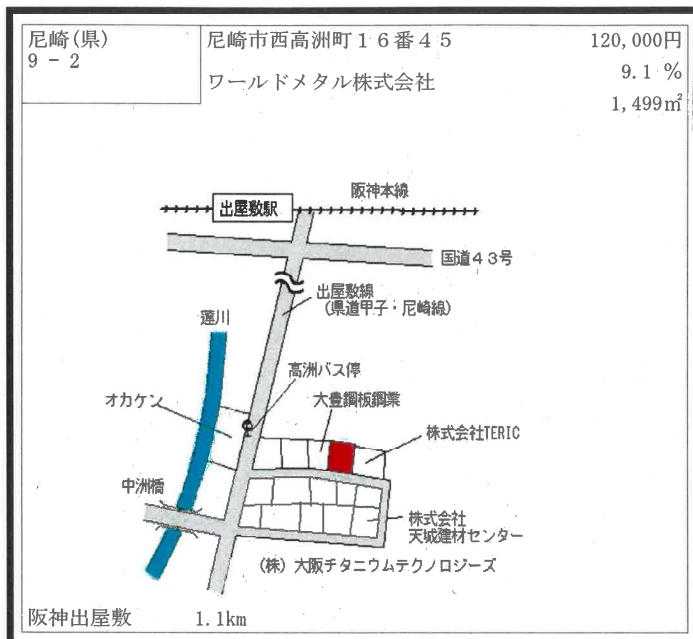 尼崎(県)
9 - 2
尼崎市西高洲町１６番４５
ワールドメタル株式会社
120,000円
9.1 %
1,499㎡
阪神本線
出屋敷駅
国道４３号
出屋敷線
(県道甲子・尼崎線)
蓬川
高洲バス停
大豊鋼板鋼業
オカケン
株式会社TERIC
中洲橋
株式会社
天城建材センター
(株) 大阪チタニウムテクノロジーズ
阪神出屋敷
1.1km